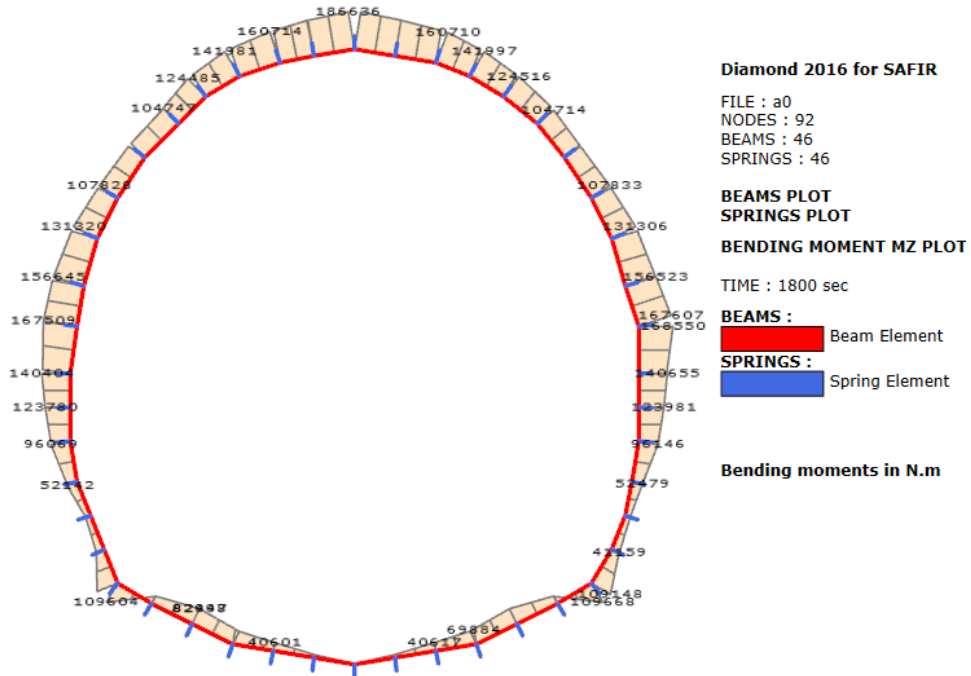 186636
160714
160710
141981
141997
124485
124516
104747
104714
107828
107833
131320
131306
156645
156523
167509
167607
168550
140404
140655
123780
123981
96069
96146
52142
52479
41159
109148
109604
109668
69884
40601
40617
Diamond 2016 for SAFIR
FILE : a0
NODES : 92
BEAMS : 46
SPRINGS : 46
BEAMS PLOT
SPRINGS PLOT
BENDING MOMENT MZ PLOT
TIME : 1800 sec
BEAMS :
Beam Element
SPRINGS :
Spring Element
Bending moments in N.m